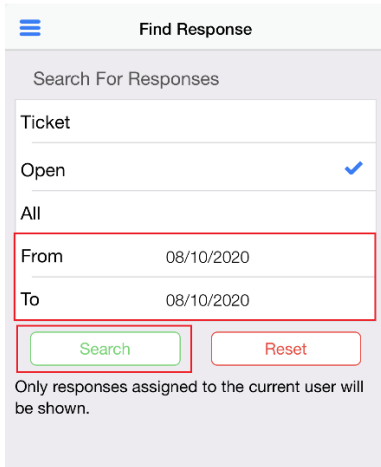 Find Response
Search For Responses
Ticket
Open
All
From 08/10/2020
To 08/10/2020
Search Reset
Only responses assigned to the current user will
be shown.